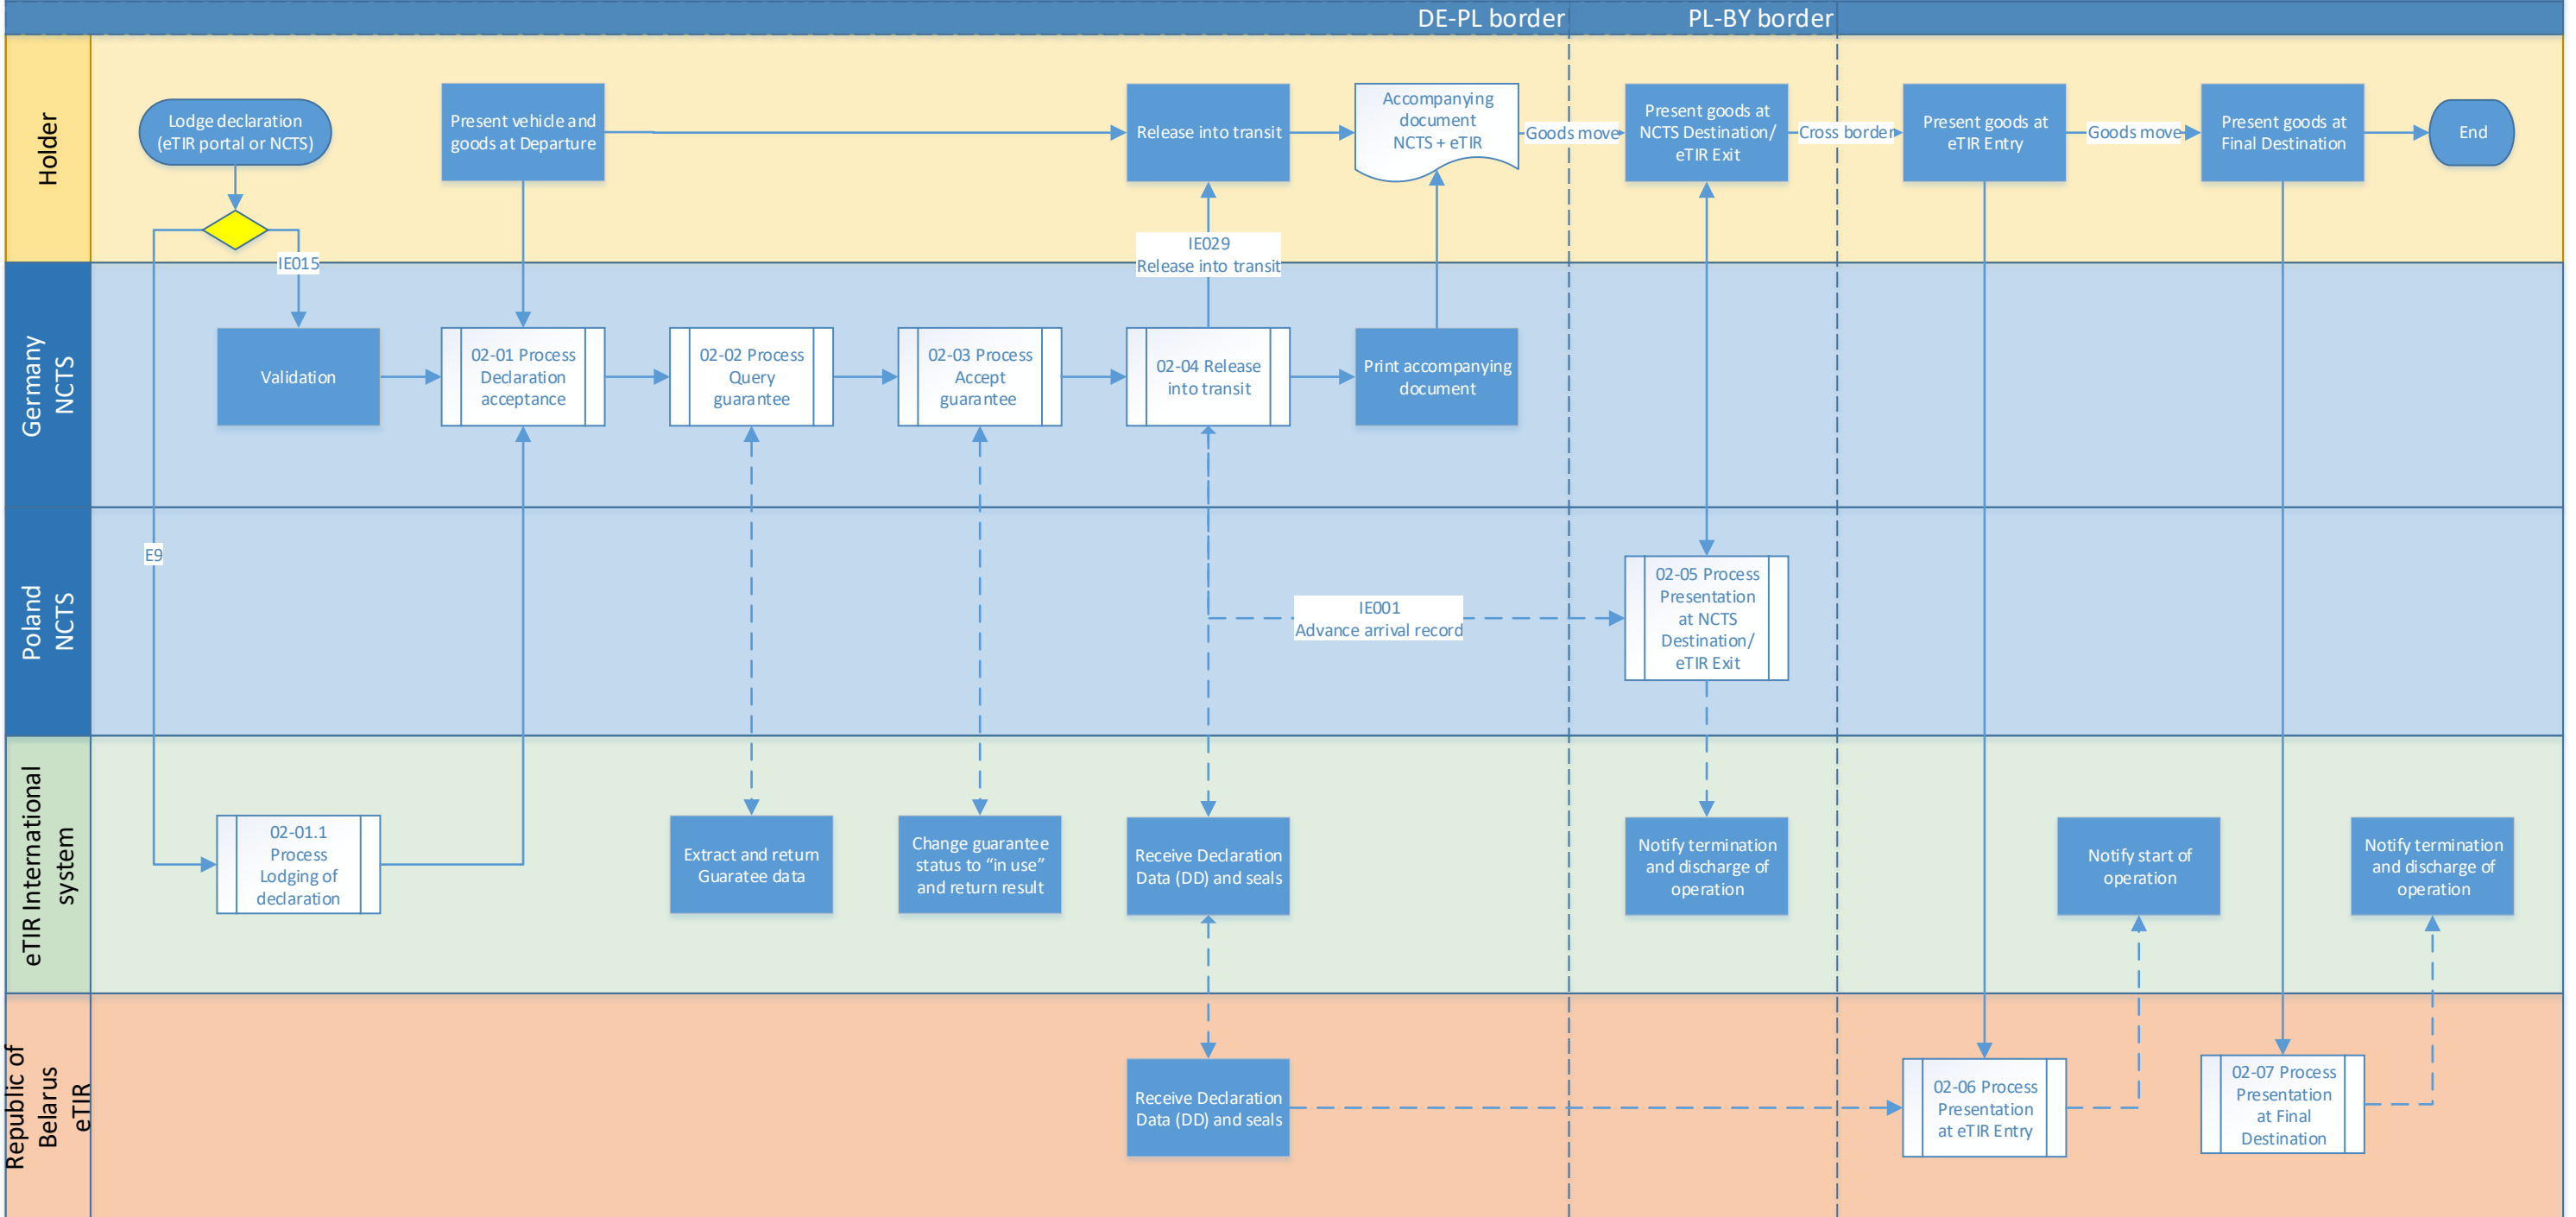 DE-PL border
PL-BY border
Holder
Lodge declaration
(eTIR portal or NCTS)
Present vehicle and
goods at Departure
Release into transit
Accompanying
document
NCTS + eTIR
Goods move
Present goods at
NCTS Destination/
eTIR Exit
Cross border
Present goods at
eTIR Entry
Goods move
Present goods at
Final Destination
End
IE015
IE029
Release into transit
Germany
NCTS
Validation
02-01 Process
Declaration
acceptance
02-02 Process
Query
guarantee
02-03 Process
Accept
guarantee
02-04 Release
into transit
Print accompanying
document
Poland
NCTS
E9
IE001
Advance arrival record
02-05 Process
Presentation
at NCTS
Destination/
eTIR Exit
eTIR International
system
02-01.1
Process
Lodging of
declaration
Extract and return
Guaratee data
Change guarantee
status to “in use”
and return result
Receive Declaration
Data (DD) and seals
Notify termination
and discharge of
operation
Notify start of
operation
Notify termination
and discharge of
operation
Republic of
Belarus
eTIR
Receive Declaration
Data (DD) and seals
02-06 Process
Presentation
at eTIR Entry
02-07 Process
Presentation
at Final
Destination